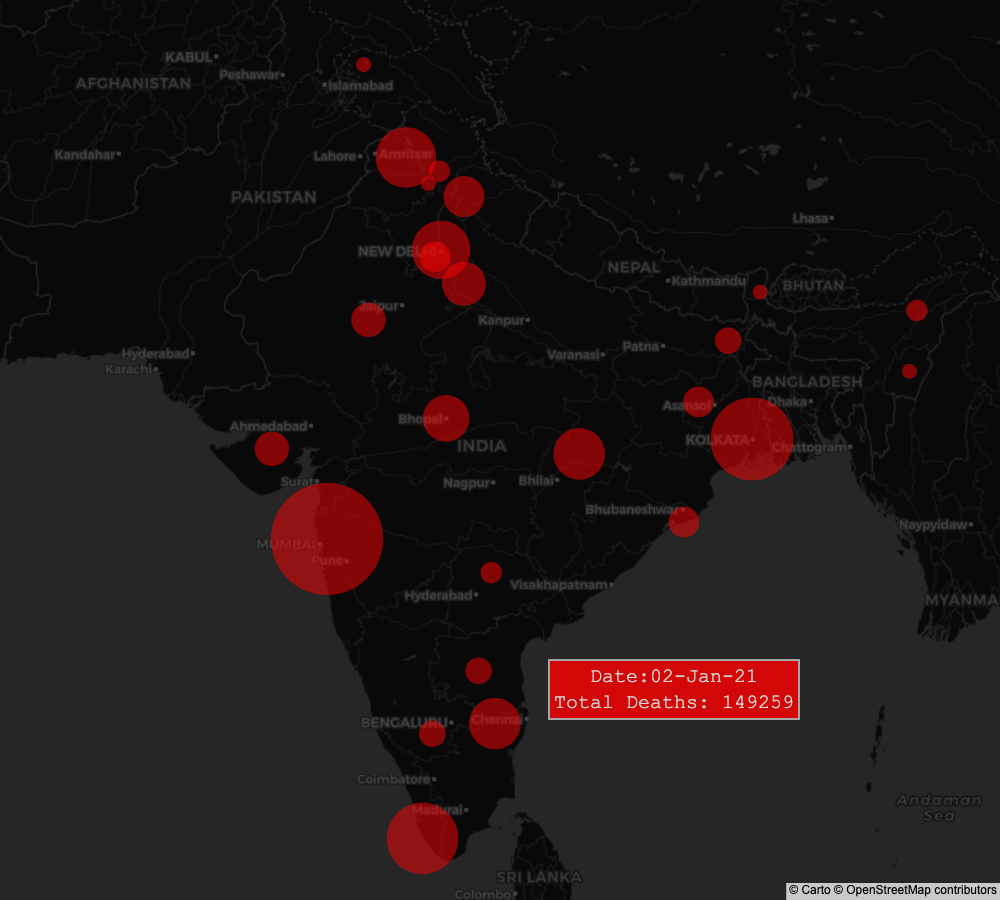 KABUL
Peshawar
AFGHANISTAN
Islamabad
Kandahar
Lahore
Amritsar
PAKISTAN
Lhasa
NEW DELHI
NEPAL
Kathmandu
BHUTAN
Jaipur
Kanpur
Hyderabad
Karachi
Varanasi
Patna
BANGLADESH
Asansol
Dhaka
Bhopal
Ahmedabad
KOLKATA
Chattogram
INDIA
Surat
Nagpur
Bhilai
Bhubaneshwar
Naypyidaw
MUMBAI
Pune
Visakhapatnam
Hyderabad
MYANMA
Date:02-Jan-21
Total Deaths: 149259
BENGALURU
Chennai
Coimbatore
Andaman
Sea
Madurai
SRI LANKA
Colombo
© Carto © OpenStreetMap contributors